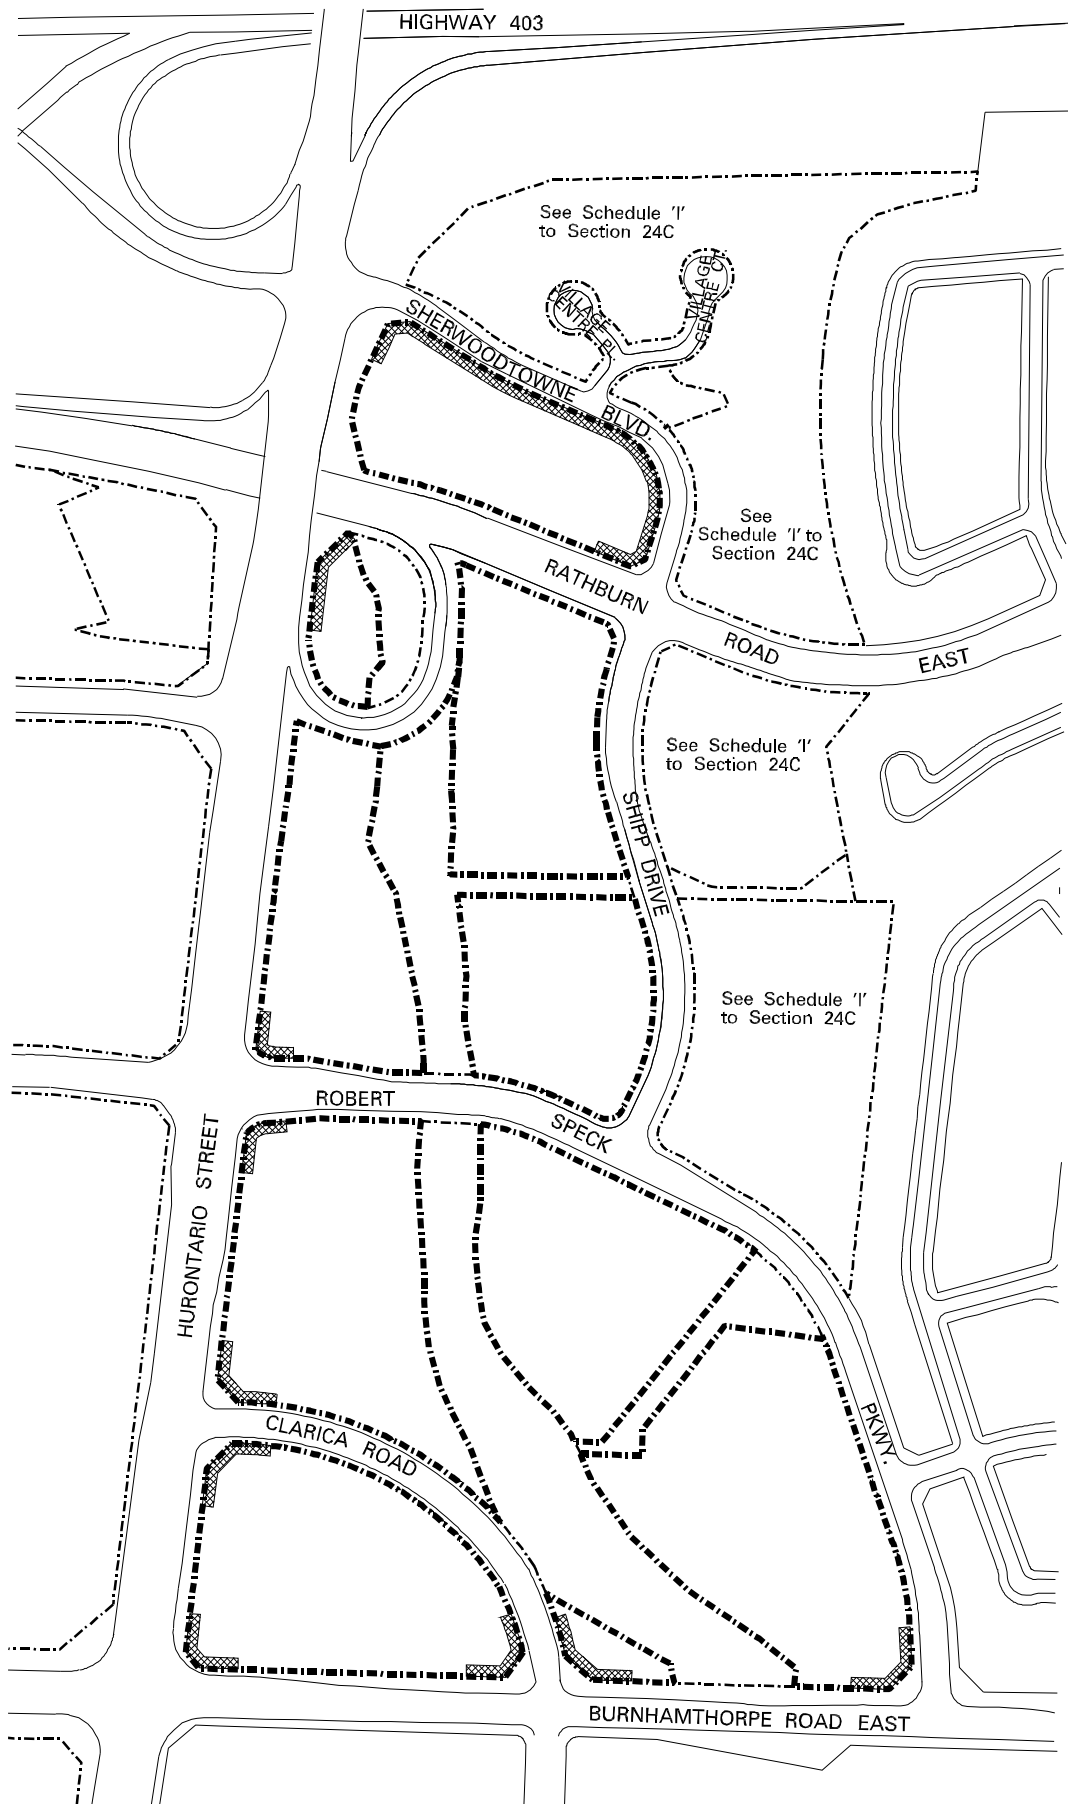 HIGHWAY 403
See Schedule 'I'
to Section 24C
VILLAGE
CENTRE CT.
VILLAGE
CENTRE PL.
SHERWOODTOWNE BLVD.
See
Schedule 'I' to
Section 24C
RATHBURN ROAD EAST
See Schedule 'I'
to Section 24C
SHIPP DRIVE
See Schedule 'I'
to Section 24C
ROBERT SPECK PKWY.
HURONTARIO STREET
CLARICA ROAD
BURNHAMTHORPE ROAD EAST